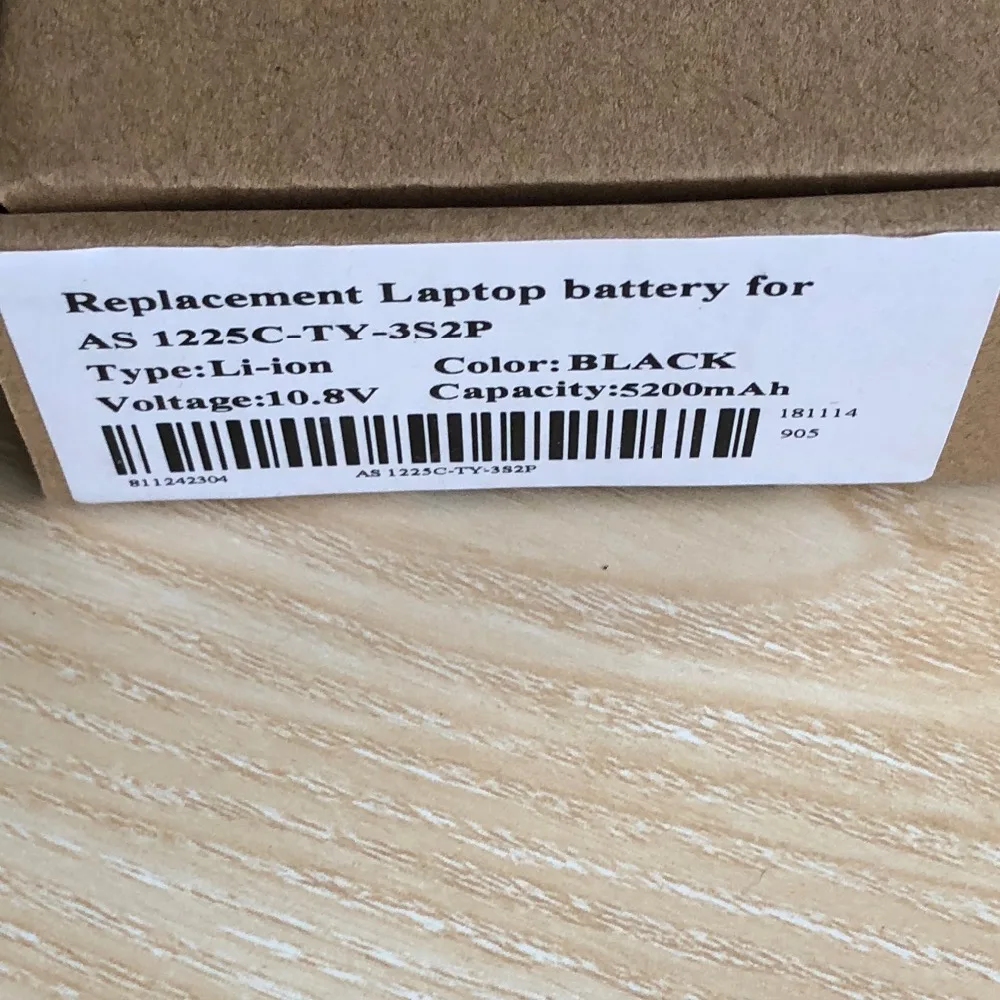 Replacement Laptop battery for
AS 1225C-TY-3S2P
Type:Li-ion Color:BLACK
Voltage:10.8V Capacity:5200mAh
181114
905
811242304 AS 1225C-TY-3S2P